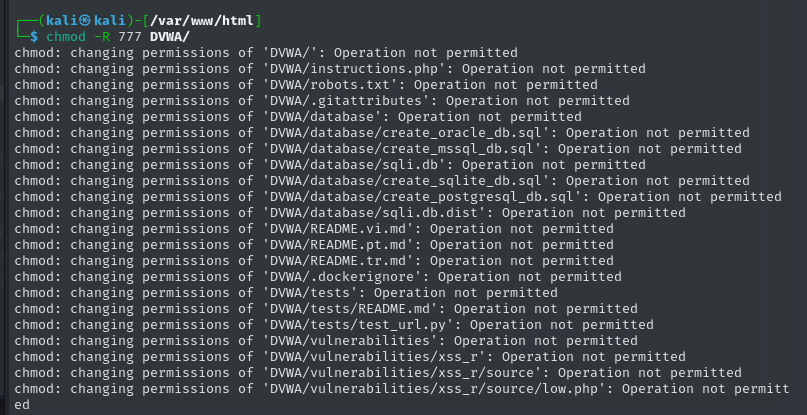 ┌──(kali㉿kali)-[/var/www/html]
└─$ chmod -R 777 DVWA/
chmod: changing permissions of 'DVWA/': Operation not permitted
chmod: changing permissions of 'DVWA/instructions.php': Operation not permitted
chmod: changing permissions of 'DVWA/robots.txt': Operation not permitted
chmod: changing permissions of 'DVWA/.gitattributes': Operation not permitted
chmod: changing permissions of 'DVWA/database': Operation not permitted
chmod: changing permissions of 'DVWA/database/create_oracle_db.sql': Operation not permitted
chmod: changing permissions of 'DVWA/database/create_mssql_db.sql': Operation not permitted
chmod: changing permissions of 'DVWA/database/sqli.db': Operation not permitted
chmod: changing permissions of 'DVWA/database/create_sqlite_db.sql': Operation not permitted
chmod: changing permissions of 'DVWA/database/create_postgresql_db.sql': Operation not permitted
chmod: changing permissions of 'DVWA/database/sqli.db.dist': Operation not permitted
chmod: changing permissions of 'DVWA/README.vi.md': Operation not permitted
chmod: changing permissions of 'DVWA/README.pt.md': Operation not permitted
chmod: changing permissions of 'DVWA/README.tr.md': Operation not permitted
chmod: changing permissions of 'DVWA/.dockerignore': Operation not permitted
chmod: changing permissions of 'DVWA/tests': Operation not permitted
chmod: changing permissions of 'DVWA/tests/README.md': Operation not permitted
chmod: changing permissions of 'DVWA/tests/test_url.py': Operation not permitted
chmod: changing permissions of 'DVWA/vulnerabilities': Operation not permitted
chmod: changing permissions of 'DVWA/vulnerabilities/xss_r': Operation not permitted
chmod: changing permissions of 'DVWA/vulnerabilities/xss_r/source': Operation not permitted
chmod: changing permissions of 'DVWA/vulnerabilities/xss_r/source/low.php': Operation not permitt
ed